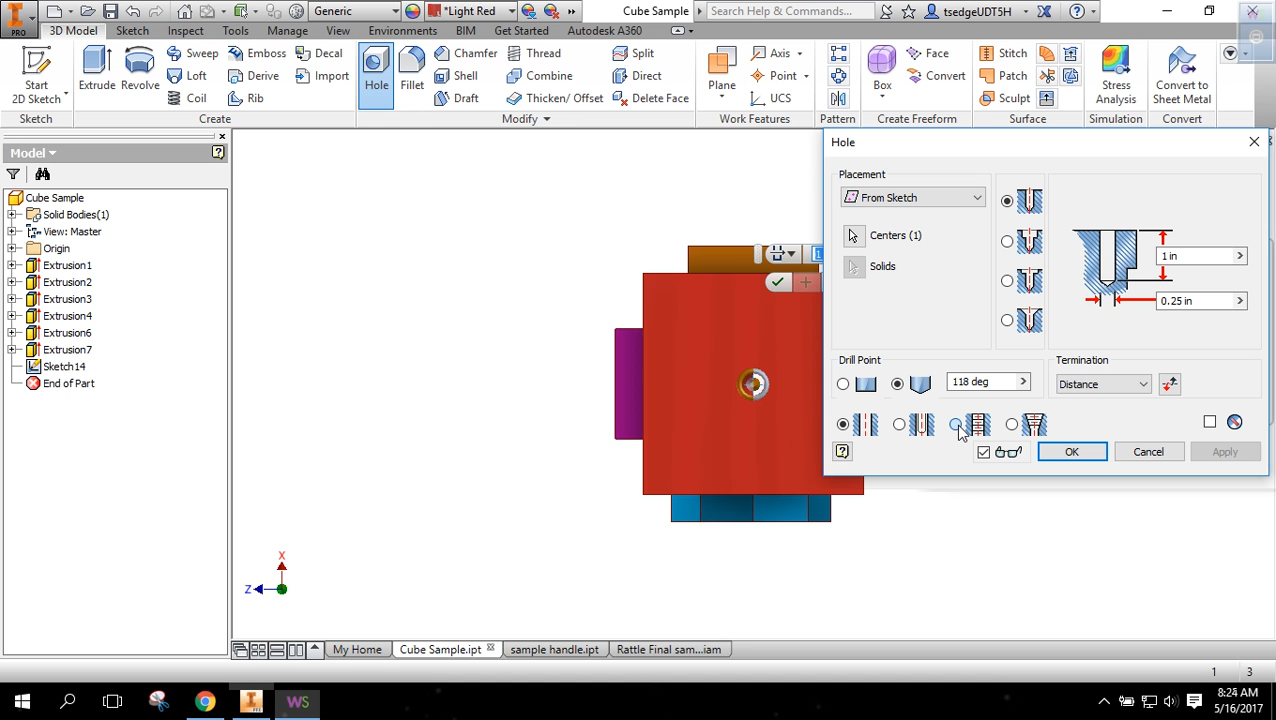 PRO
Generic
*Light Red
Cube Sample
Search Help & Commands...
tsedgeUDT5H
3D Model
Sketch
Inspect
Tools
Manage
View
Environments
BIM
Get Started
Autodesk A360
Start
2D Sketch
Extrude
Revolve
Sweep
Emboss
Decal
Loft
Derive
Import
Coil
Rib
Hole
Fillet
Chamfer
Thread
Split
Shell
Combine
Direct
Draft
Thicken/ Offset
Delete Face
Plane
Axis
Point
UCS
Box
Face
Convert
Stitch
Patch
Sculpt
Stress
Analysis
Convert to
Sheet Metal
Sketch
Create
Modify
Work Features
Pattern
Create Freeform
Surface
Simulation
Convert
Model
Cube Sample
Solid Bodies(1)
View: Master
Origin
Extrusion1
Extrusion2
Extrusion3
Extrusion4
Extrusion6
Extrusion7
Sketch14
End of Part
Hole
Placement
From Sketch
Centers (1)
Solids
1 in
0.25 in
Drill Point
118 deg
Termination
Distance
OK
Cancel
Apply
X
Z
My Home
Cube Sample.ipt
sample handle.ipt
Rattle Final sam...iam
1
3
WS
8:24 AM
5/16/2017